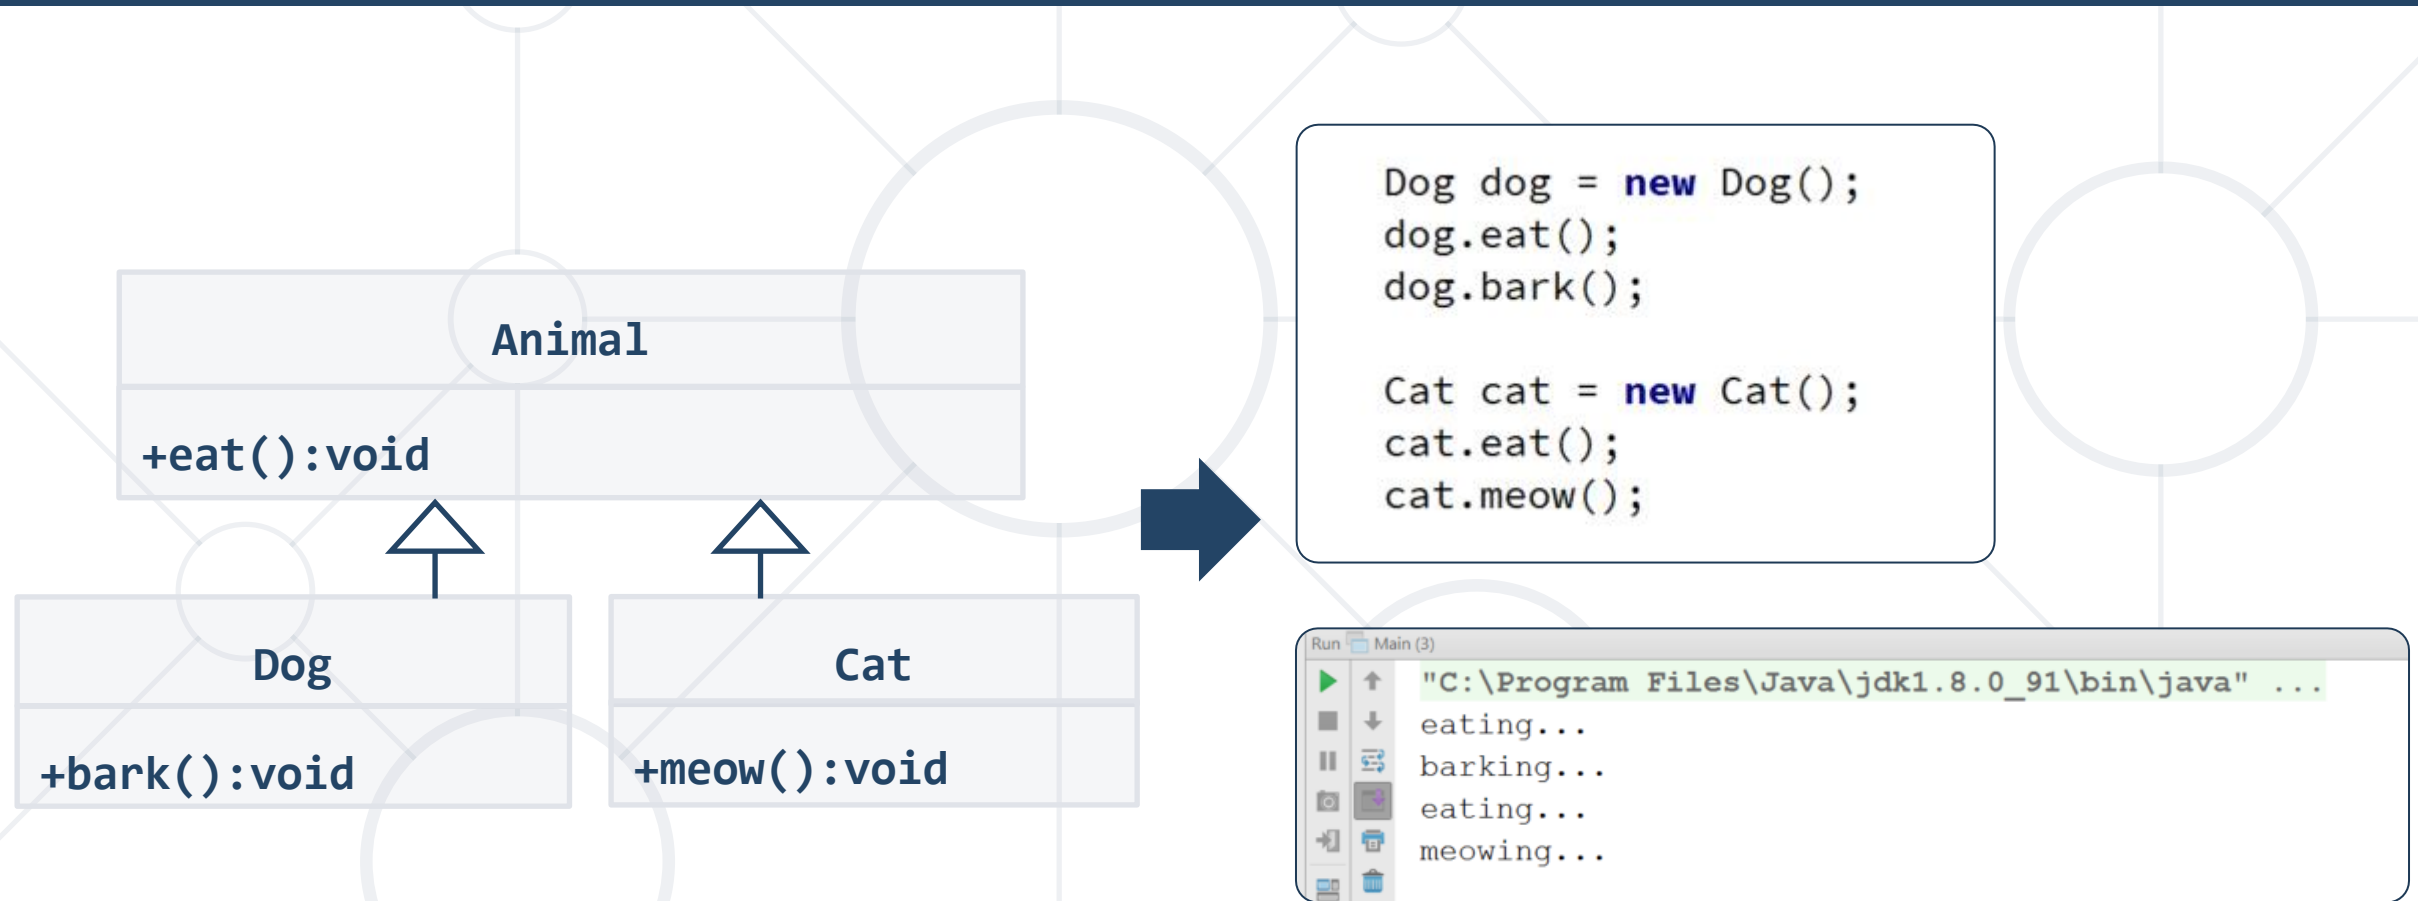 Animal
+eat():void
Dog
+bark():void
Cat
+meow():void
Dog dog = new Dog();
dog.eat();
dog.bark();
Cat cat = new Cat();
cat.eat();
cat.meow();
Run Main (3)
"C:\Program Files\Java\jdk1.8.0_91\bin\java" ...
eating...
barking...
eating...
meowing...